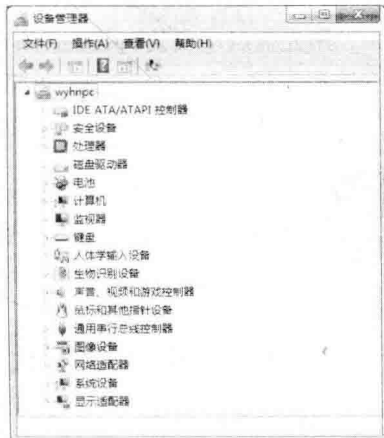 设备管理器
文件(F) 操作(A) 查看(V) 帮助(H)
wyhnpc
IDE ATA/ATAPI 控制器
安全设备
处理器
磁盘驱动器
电池
计算机
监视器
键盘
人体学输入设备
生物识别设备
声音、视频和游戏控制器
鼠标和其他指针设备
通用串行总线控制器
图像设备
网络适配器
系统设备
显示适配器